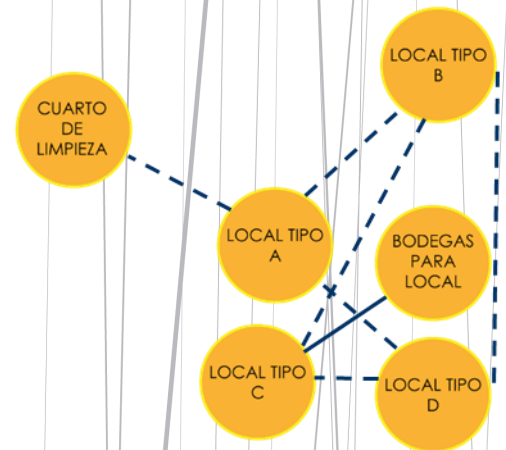 LOCAL TIPO
B
CUARTO
DE
LIMPIEZA
LOCAL TIPO
A
BODEGAS
PARA
LOCAL
LOCAL TIPO
C
LOCAL TIPO
D